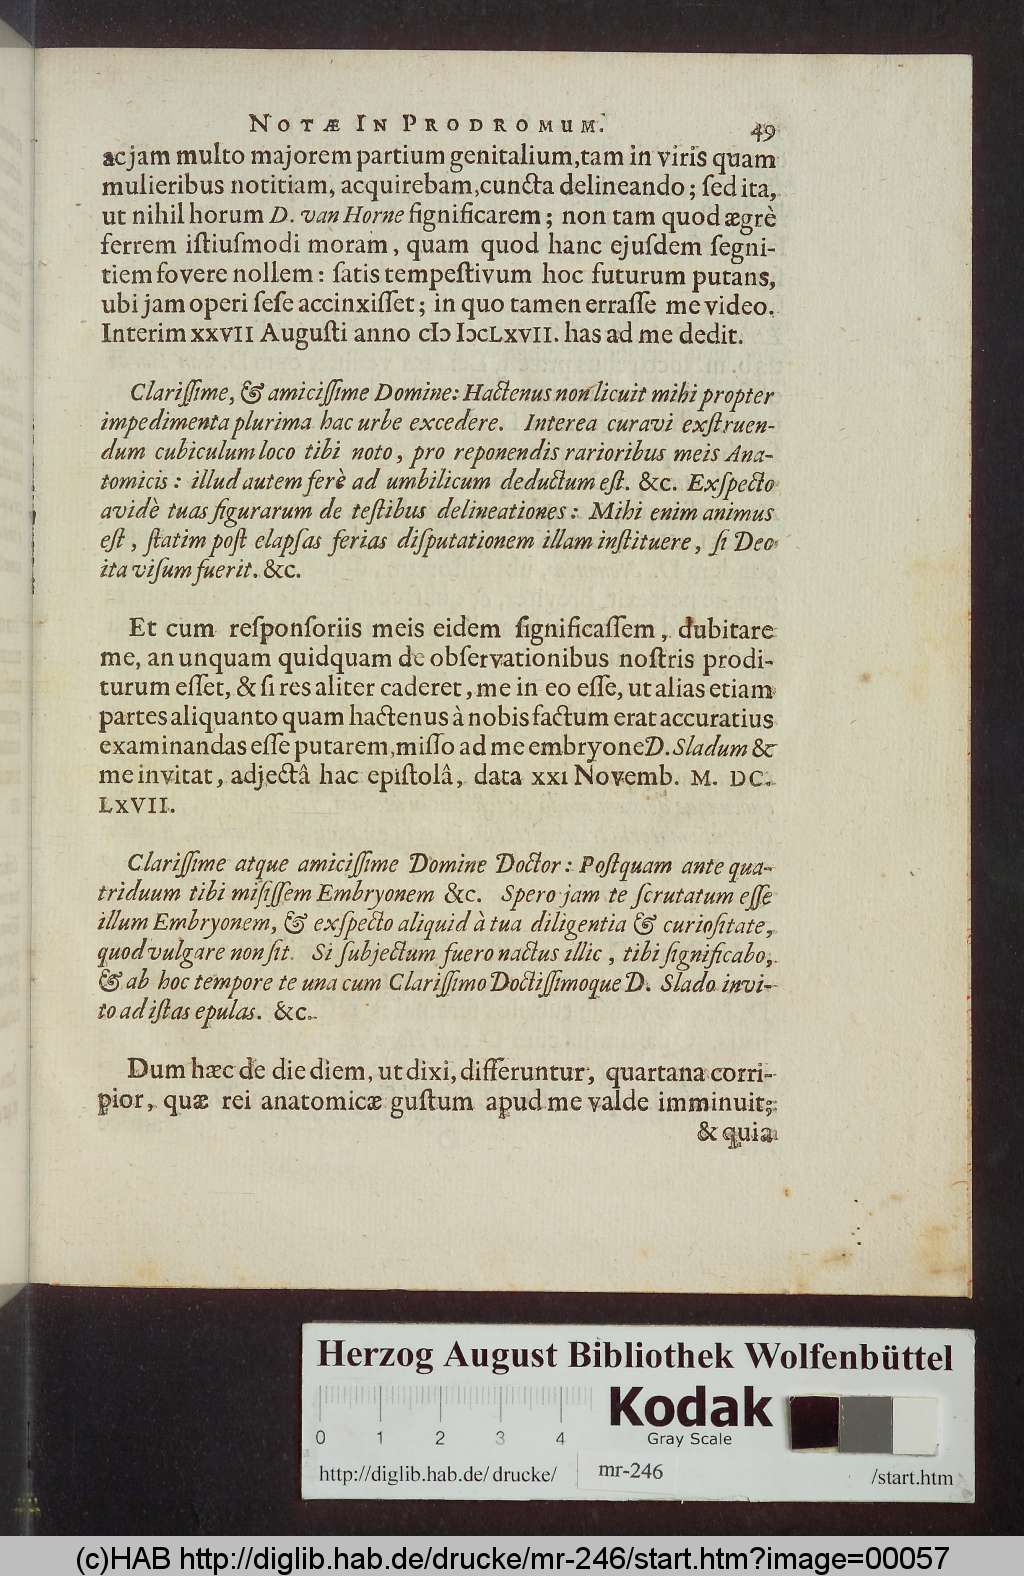 NOTÆ IN PRODROMUM. 49
ac jam multo majorem partium genitalium, tam in viris quam
mulieribus notitiam, acquirebam, cuncta delineando; ſed ita,
ut nihil horum D. van Horne ſignificarem; non tam quod ægrè
ferrem iſtiuſmodi moram, quam quod hanc ejuſdem ſegni-
tiem fovere nollem: ſatis tempeſtivum hoc futurum putans,
ubi jam operi ſeſe accinxiſſet; in quo tamen erraſſe me video.
Interim XXVII Auguſti anno cIɔ IɔcLXVII. has ad me dedit.
Clariſſime, & amiciſſime Domine: Hactenus non licuit mihi propter
impedimenta plurima hac urbe excedere. Interea curavi exſtruen-
dum cubiculum loco tibi noto, pro reponendis rarioribus meis Ana-
tomicis: illud autem ferè ad umbilicum deductum eſt. &c. Exſpecto
avidè tuas figurarum de teſtibus delineationes: Mihi enim animus
eſt, ſtatim poſt elapſas ferias diſputationem illam inſtituere, ſi Deo
ita viſum fuerit. &c.
Et cum reſponſoriis meis eidem ſignificaſſem, dubitare
me, an unquam quidquam de obſervationibus noſtris prodi-
turum eſſet, & ſi res aliter caderet, me in eo eſſe, ut alias etiam
partes aliquanto quam hactenus à nobis factum erat accuratius
examinandas eſſe putarem, miſſo ad me embryone D. Sladum &
me invitat, adjectâ hac epiſtolâ, data XXI Novemb. M. DC.
LXVII.
Clariſſime atque amiciſſime Domine Doctor: Poſtquam ante qua-
triduum tibi miſiſſem Embryonem &c. Spero jam te ſcrutatum eſſe
illum Embryonem, & exſpecto aliquid à tua diligentia & curioſitate,
quod vulgare non ſit. Si ſubjectum fuero nactus illic, tibi ſignificabo,
& ab hoc tempore te una cum Clariſſimo Doctiſſimoque D. Slado invi-
to ad iſtas epulas. &c.
Dum hæc de die diem, ut dixi, differuntur, quartana corri-
pior, quæ rei anatomicæ guſtum apud me valde imminuit;
& quia
Herzog August Bibliothek Wolfenbüttel
Kodak
Gray Scale
0 1 2 3 4
http://diglib.hab.de/drucke/ mr-246 /start.htm
(c)HAB http://diglib.hab.de/drucke/mr-246/start.htm?image=00057